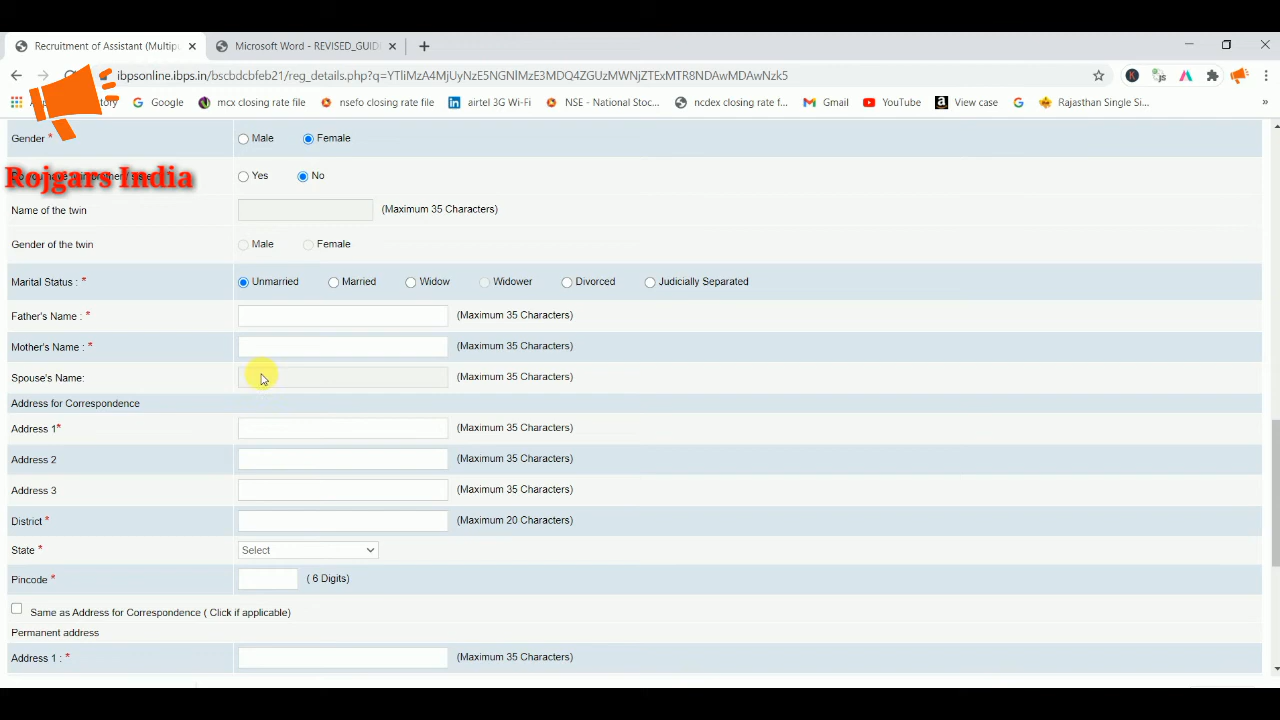 Recruitment of Assistant (Multipu
Microsoft Word - REVISED_GUID
ibpsonline.ibps.in/bscbdcbfeb21/reg_details.php?q=YTliMzA4MjUyNzE5NGNlMzE3MDQ4ZGUzMWNjZTExMTR8NDAwMDAwNzk5
Google
mcx closing rate file
nsefo closing rate file
airtel 3G Wi-Fi
NSE - National Stoc...
ncdex closing rate f...
Gmail
YouTube
View case
Rajasthan Single Si...
Rojgars India
Gender *
Male
Female
Yes
No
Name of the twin
(Maximum 35 Characters)
Gender of the twin
Male
Female
Marital Status : *
Unmarried
Married
Widow
Widower
Divorced
Judicially Separated
Father's Name : *
(Maximum 35 Characters)
Mother's Name : *
(Maximum 35 Characters)
Spouse's Name:
(Maximum 35 Characters)
Address for Correspondence
Address 1*
(Maximum 35 Characters)
Address 2
(Maximum 35 Characters)
Address 3
(Maximum 35 Characters)
District *
(Maximum 20 Characters)
State *
Select
Pincode *
( 6 Digits)
Same as Address for Correspondence ( Click if applicable)
Permanent address
Address 1 : *
(Maximum 35 Characters)